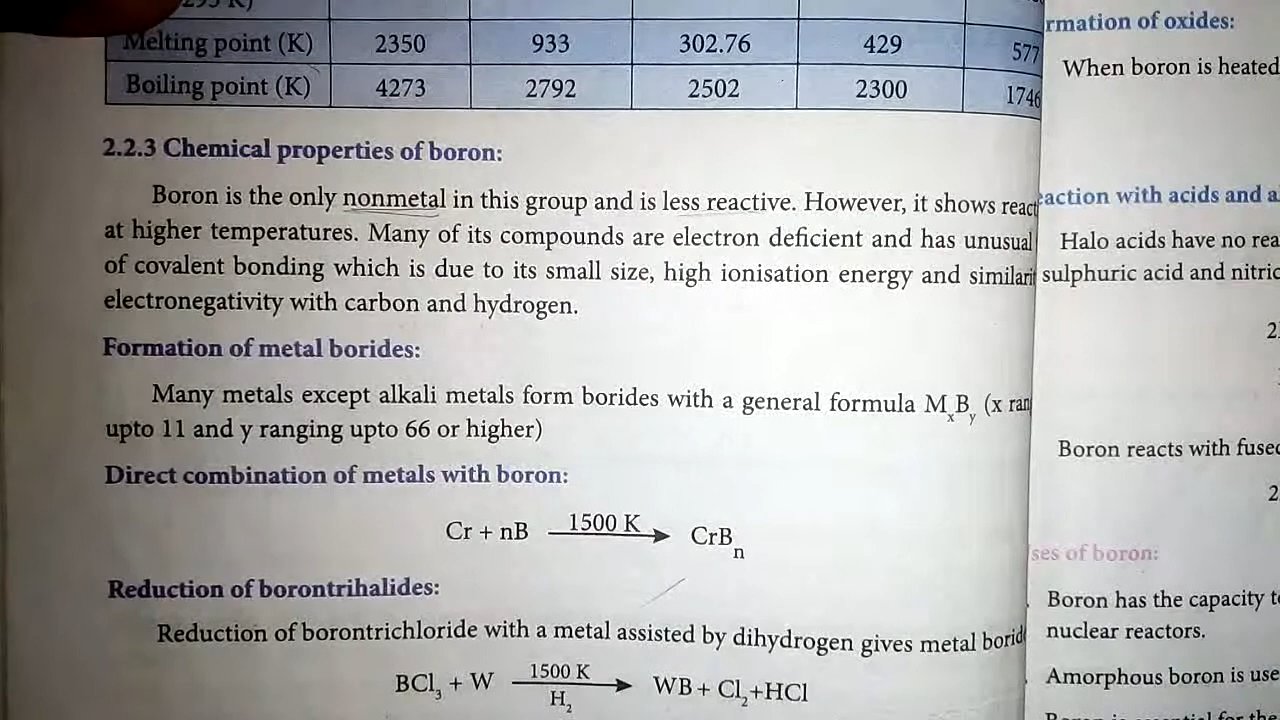 Melting point (K) 2350 933 302.76 429 577
Boiling point (K) 4273 2792 2502 2300 1746
2.2.3 Chemical properties of boron:
Boron is the only nonmetal in this group and is less reactive. However, it shows react
at higher temperatures. Many of its compounds are electron deficient and has unusual
of covalent bonding which is due to its small size, high ionisation energy and similari
electronegativity with carbon and hydrogen.
Formation of metal borides:
Many metals except alkali metals form borides with a general formula MₓBᵧ (x ran
upto 11 and y ranging upto 66 or higher)
Direct combination of metals with boron:
Cr + nB 1500 K → CrBₙ
Reduction of borontrihalides:
Reduction of borontrichloride with a metal assisted by dihydrogen gives metal borid
BCl₃ + W 1500 K → H₂ WB + Cl₂+HCl
rmation of oxides:
When boron is heated
eaction with acids and a
Halo acids have no rea
sulphuric acid and nitric
2
Boron reacts with fused
2
ses of boron:
Boron has the capacity t
nuclear reactors.
Amorphous boron is use